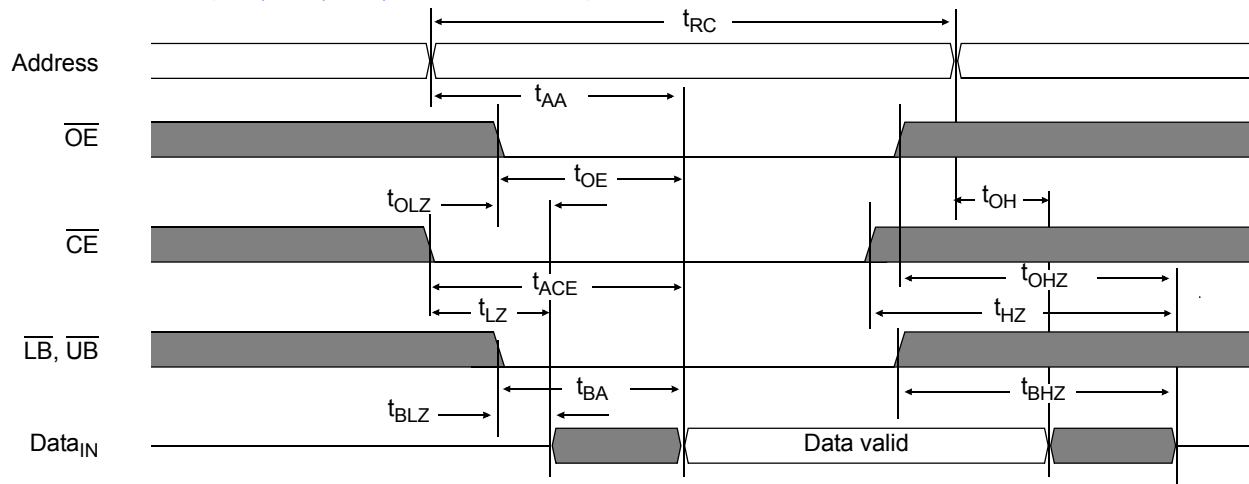 tRC
Address
tAA
OE
tOE
tOLZ
tOH
CE
tACE
tOHZ
tLZ
tHZ
LB, UB
tBA
tBHZ
tBLZ
DataIN
Data valid